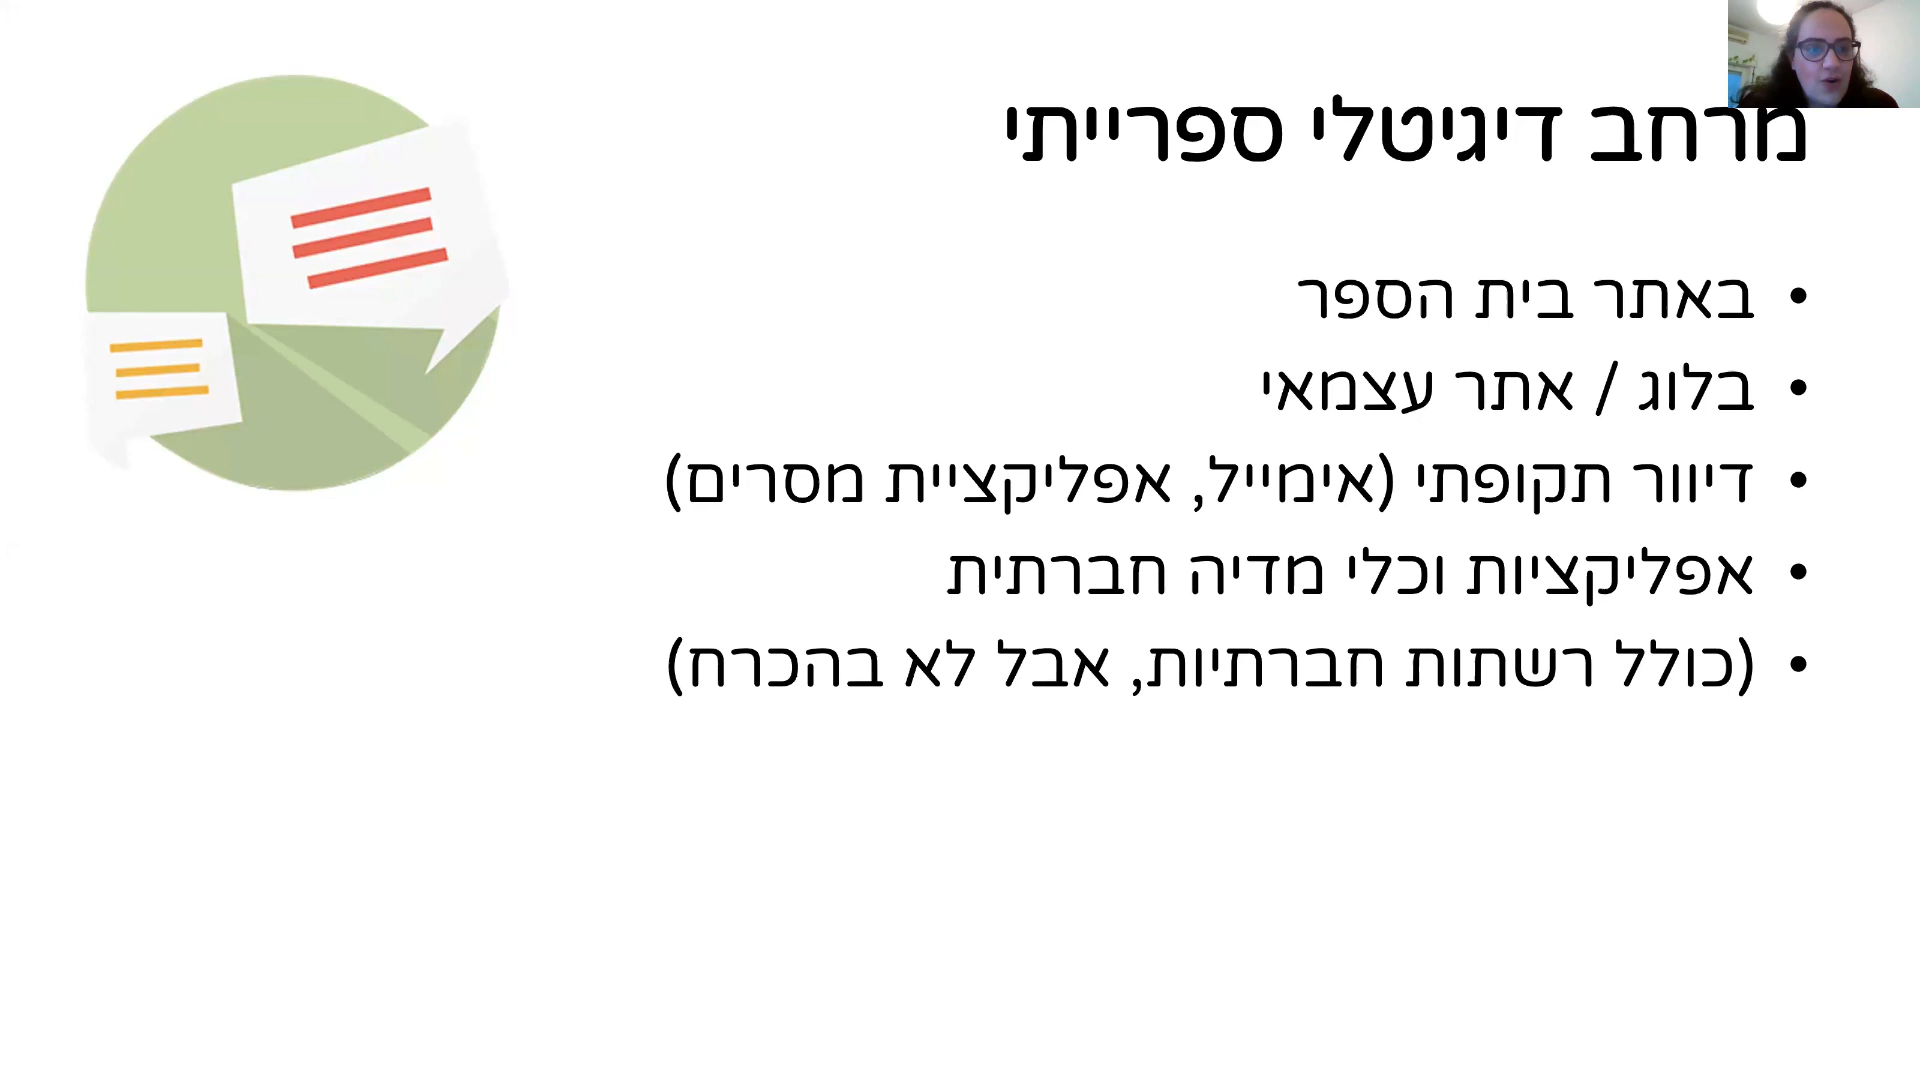 מרחב דיגיטלי ספרייתי
• באתר בית הספר
• בלוג / אתר עצמאי
• דיוור תקופתי (אימייל, אפליקציית מסרים)
• אפליקציות וכלי מדיה חברתית
• (כולל רשתות חברתיות, אבל לא בהכרח)